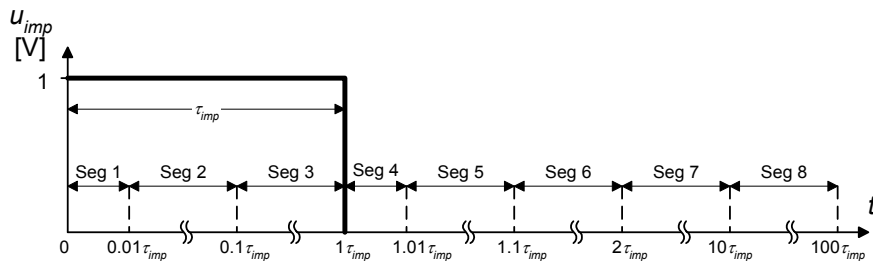 u_imp
[V]
1
τ_imp
Seg 1 Seg 2 Seg 3 Seg 4 Seg 5 Seg 6 Seg 7 Seg 8
t
0 0.01τ_imp 0.1τ_imp 1τ_imp 1.01τ_imp 1.1τ_imp 2τ_imp 10τ_imp 100τ_imp